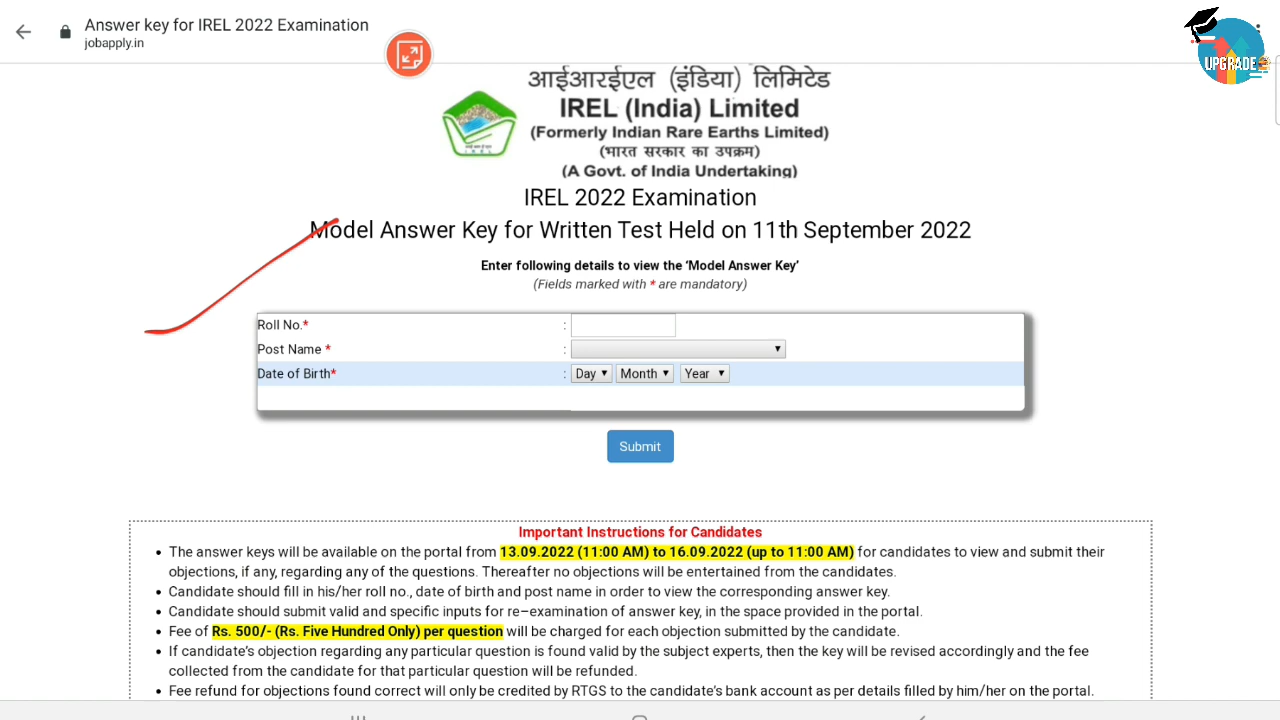 Answer key for IREL 2022 Examination
jobapply.in
UPGRADE
आईआरईएल (इंडिया) लिमिटेड
IREL (India) Limited
(Formerly Indian Rare Earths Limited)
(भारत सरकार का उपक्रम)
(A Govt. of India Undertaking)
IREL 2022 Examination
Model Answer Key for Written Test Held on 11th September 2022
Enter following details to view the ‘Model Answer Key’
(Fields marked with * are mandatory)
Roll No.* :
Post Name * :
Date of Birth* : Day Month Year
Submit
Important Instructions for Candidates
• The answer keys will be available on the portal from 13.09.2022 (11:00 AM) to 16.09.2022 (up to 11:00 AM) for candidates to view and submit their
objections, if any, regarding any of the questions. Thereafter no objections will be entertained from the candidates.
• Candidate should fill in his/her roll no., date of birth and post name in order to view the corresponding answer key.
• Candidate should submit valid and specific inputs for re–examination of answer key, in the space provided in the portal.
• Fee of Rs. 500/- (Rs. Five Hundred Only) per question will be charged for each objection submitted by the candidate.
• If candidate's objection regarding any particular question is found valid by the subject experts, then the key will be revised accordingly and the fee
collected from the candidate for that particular question will be refunded.
• Fee refund for objections found correct will only be credited by RTGS to the candidate's bank account as per details filled by him/her on the portal.